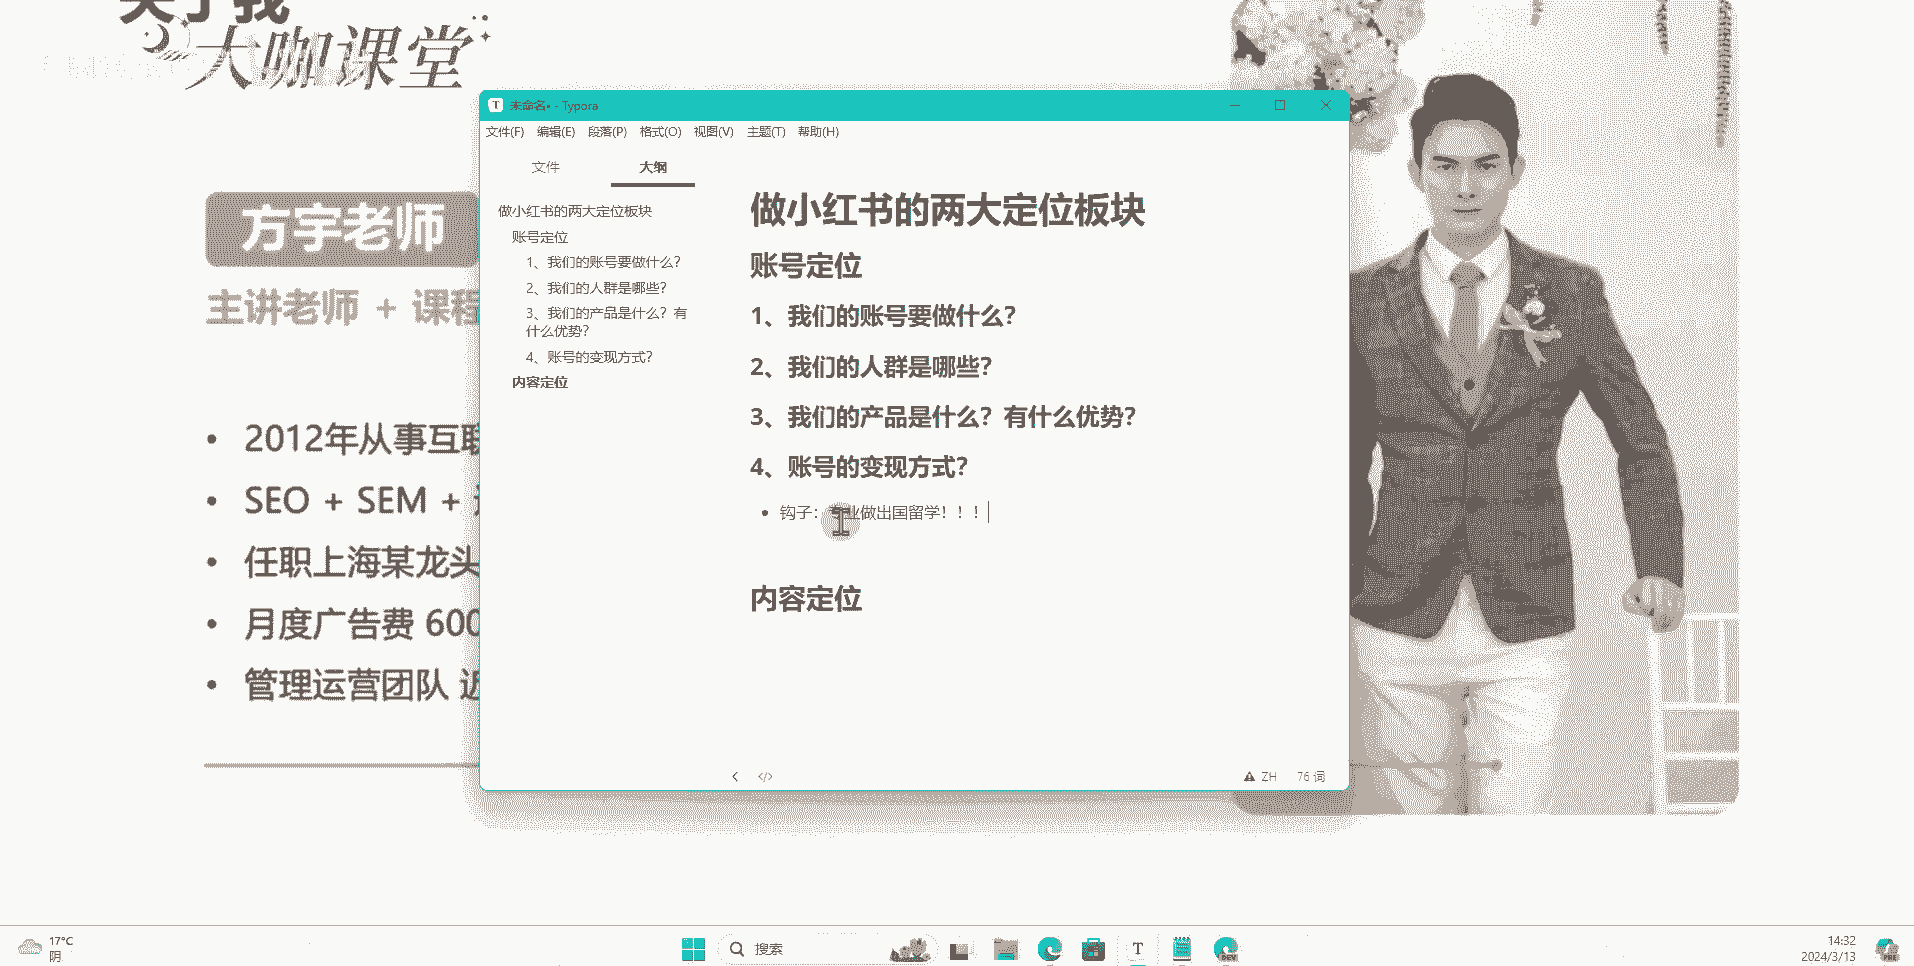 大咖课堂
方宇老师
主讲老师 + 课程
2012年从事互联
SEO + SEM +
任职上海某龙头
月度广告费 600
管理运营团队
未命名• - Typora
文件(F) 编辑(E) 段落(P) 格式(O) 视图(V) 主题(T) 帮助(H)
文件 大纲
做小红书的两大定位板块
账号定位
1、我们的账号要做什么?
2、我们的人群是哪些?
3、我们的产品是什么? 有
什么优势?
4、账号的变现方式?
内容定位
做小红书的两大定位板块
账号定位
1、我们的账号要做什么?
2、我们的人群是哪些?
3、我们的产品是什么? 有什么优势?
4、账号的变现方式?
钩子: 专业做出国留学! ! !
内容定位
ZH 76 词
17°C
阴
搜索
DEV
14:32
2024/3/13
PRE